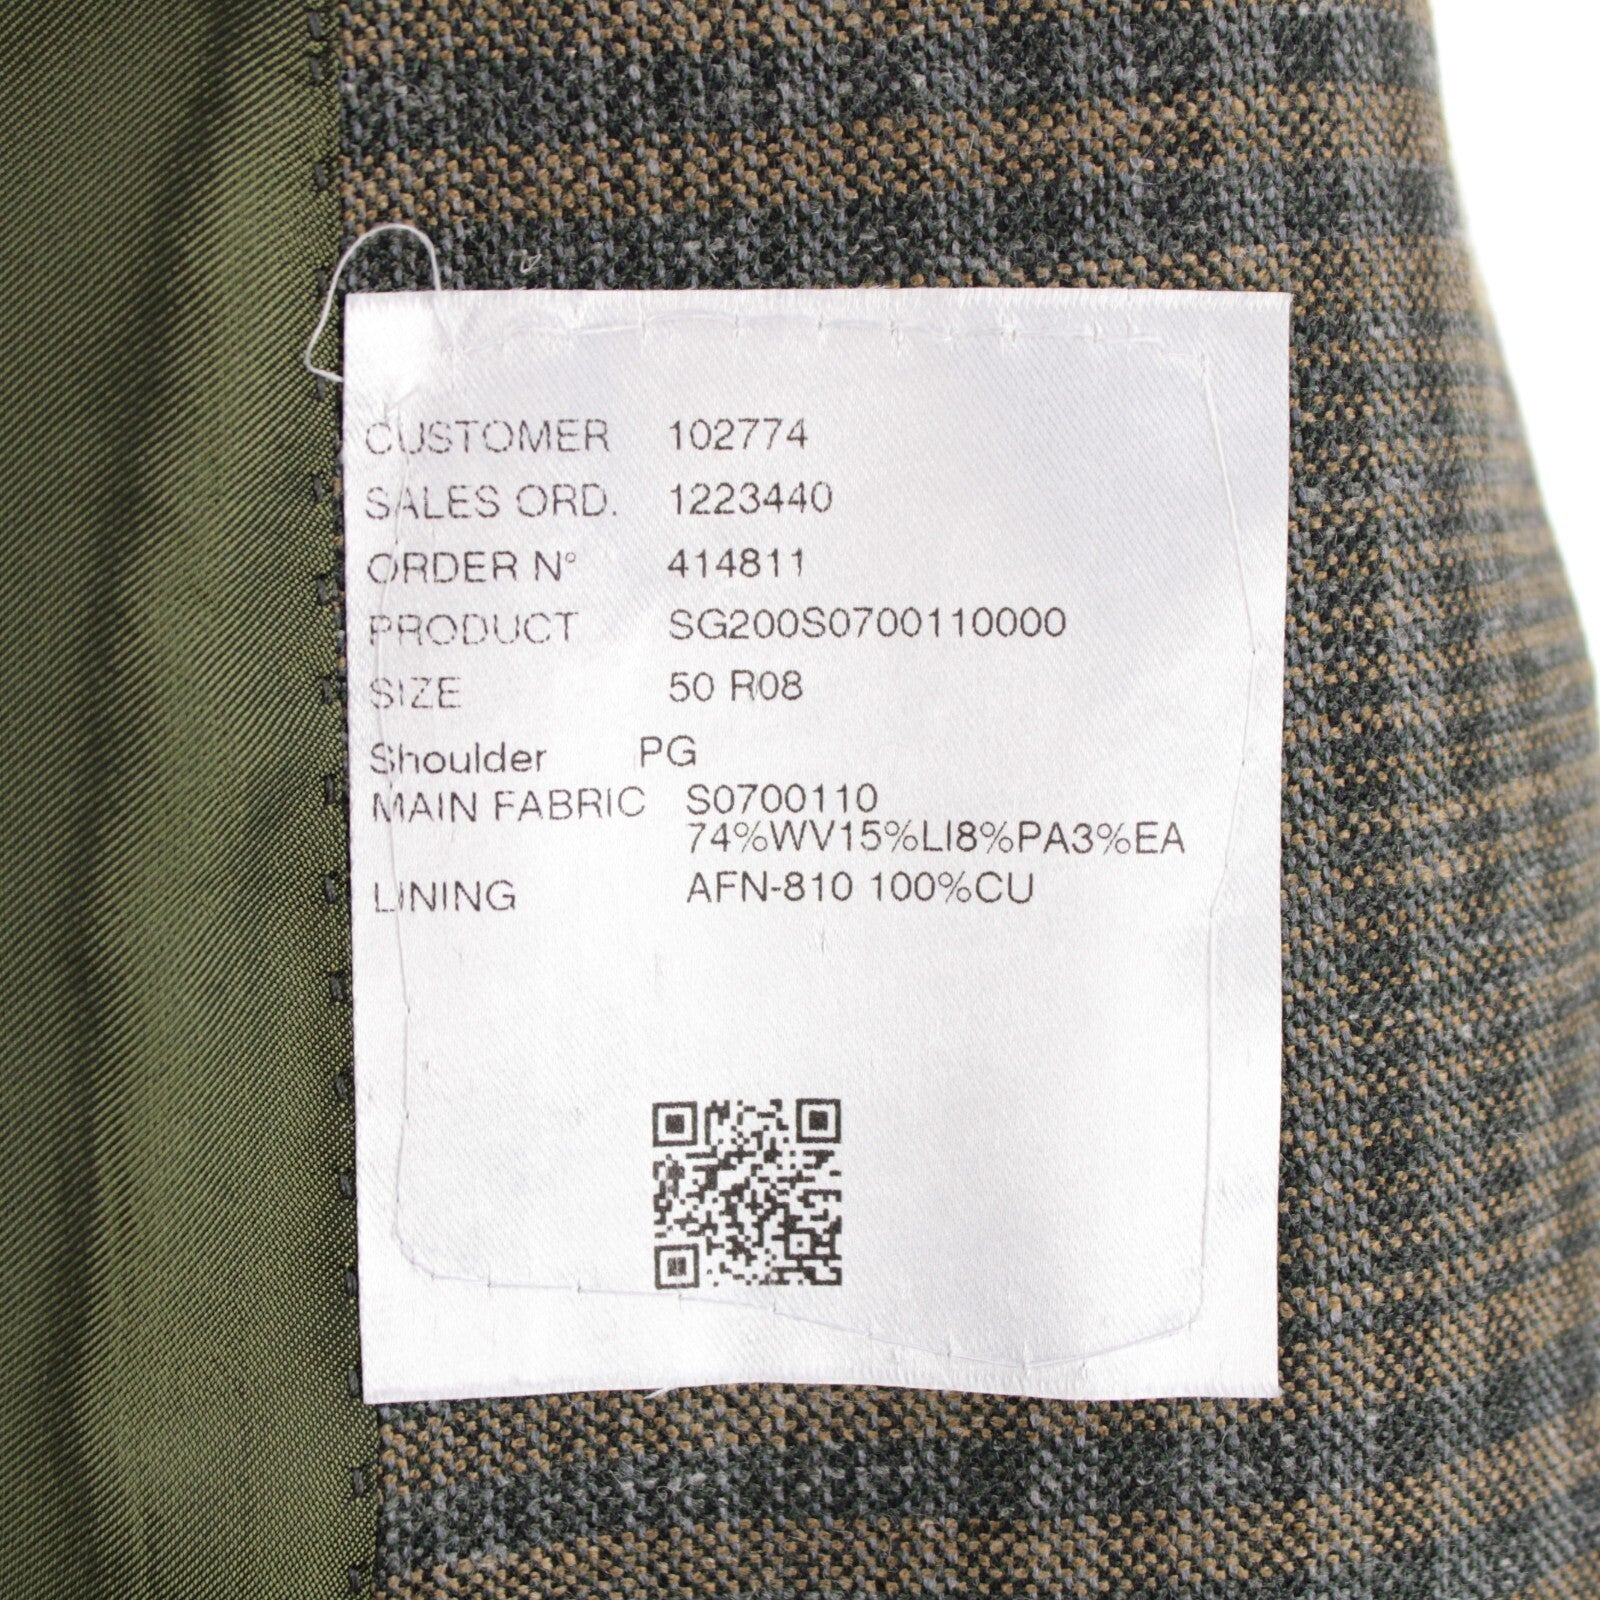 CUSTOMER 102774
SALES ORD. 1223440
ORDER N° 414811
PRODUCT SG200S0700110000
SIZE 50 R08
Shoulder PG
MAIN FABRIC S0700110
74%WV15%LI8%PA3%EA
LINING AFN-810 100%CU